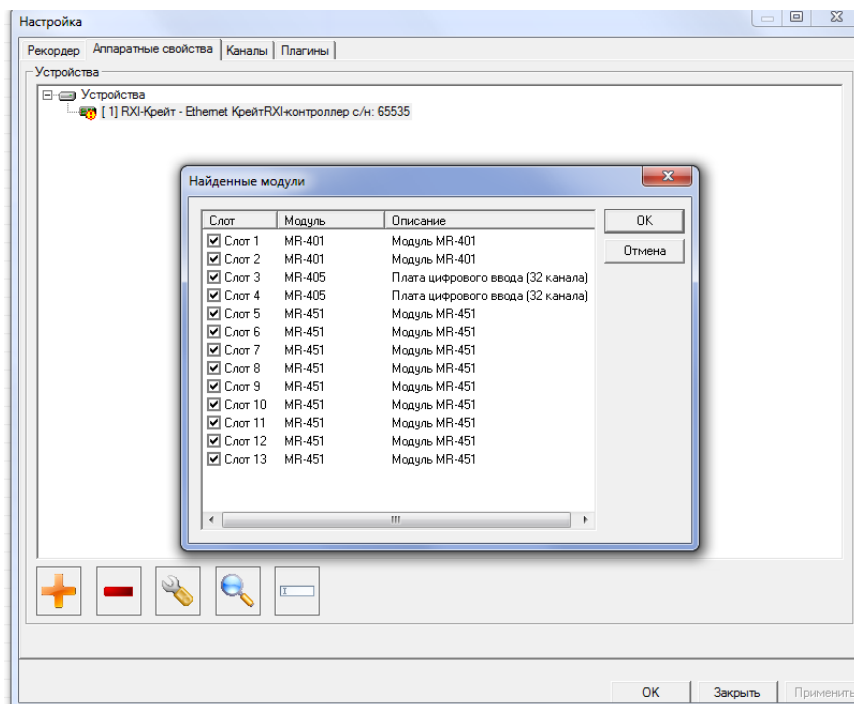 Настройка
Рекордер Аппаратные свойства Каналы Плагины
Устройства
Устройства
[ 1] RXI-Крейт - Ethernet КрейтRXI-контроллер с/н: 65535
Найденные модули
Слот Модуль Описание
Слот 1 MR-401 Модуль MR-401
Слот 2 MR-401 Модуль MR-401
Слот 3 MR-405 Плата цифрового ввода (32 канала)
Слот 4 MR-405 Плата цифрового ввода (32 канала)
Слот 5 MR-451 Модуль MR-451
Слот 6 MR-451 Модуль MR-451
Слот 7 MR-451 Модуль MR-451
Слот 8 MR-451 Модуль MR-451
Слот 9 MR-451 Модуль MR-451
Слот 10 MR-451 Модуль MR-451
Слот 11 MR-451 Модуль MR-451
Слот 12 MR-451 Модуль MR-451
Слот 13 MR-451 Модуль MR-451
OK
Отмена
OK Закрыть Применить